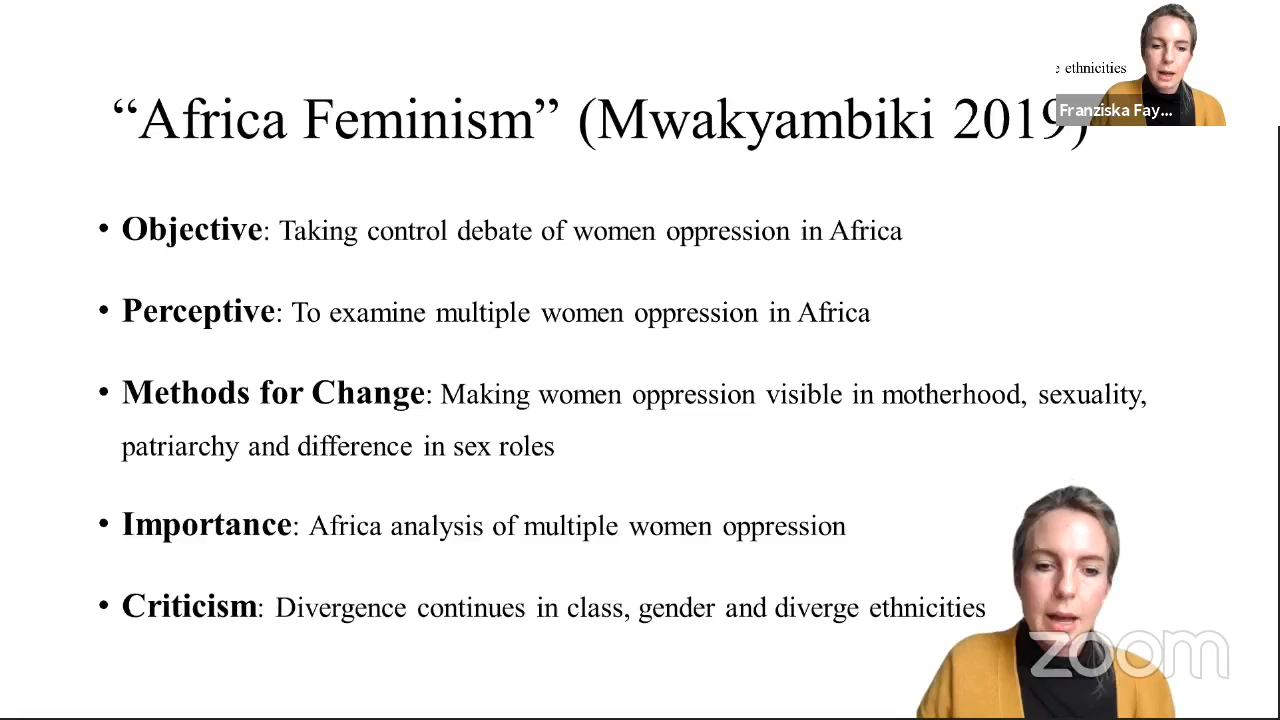 e ethnicities
“Africa Feminism” (Mwakyambiki 2019)
Franziska Fay...
• Objective: Taking control debate of women oppression in Africa
• Perceptive: To examine multiple women oppression in Africa
• Methods for Change: Making women oppression visible in motherhood, sexuality,
patriarchy and difference in sex roles
• Importance: Africa analysis of multiple women oppression
• Criticism: Divergence continues in class, gender and diverge ethnicities
zoom